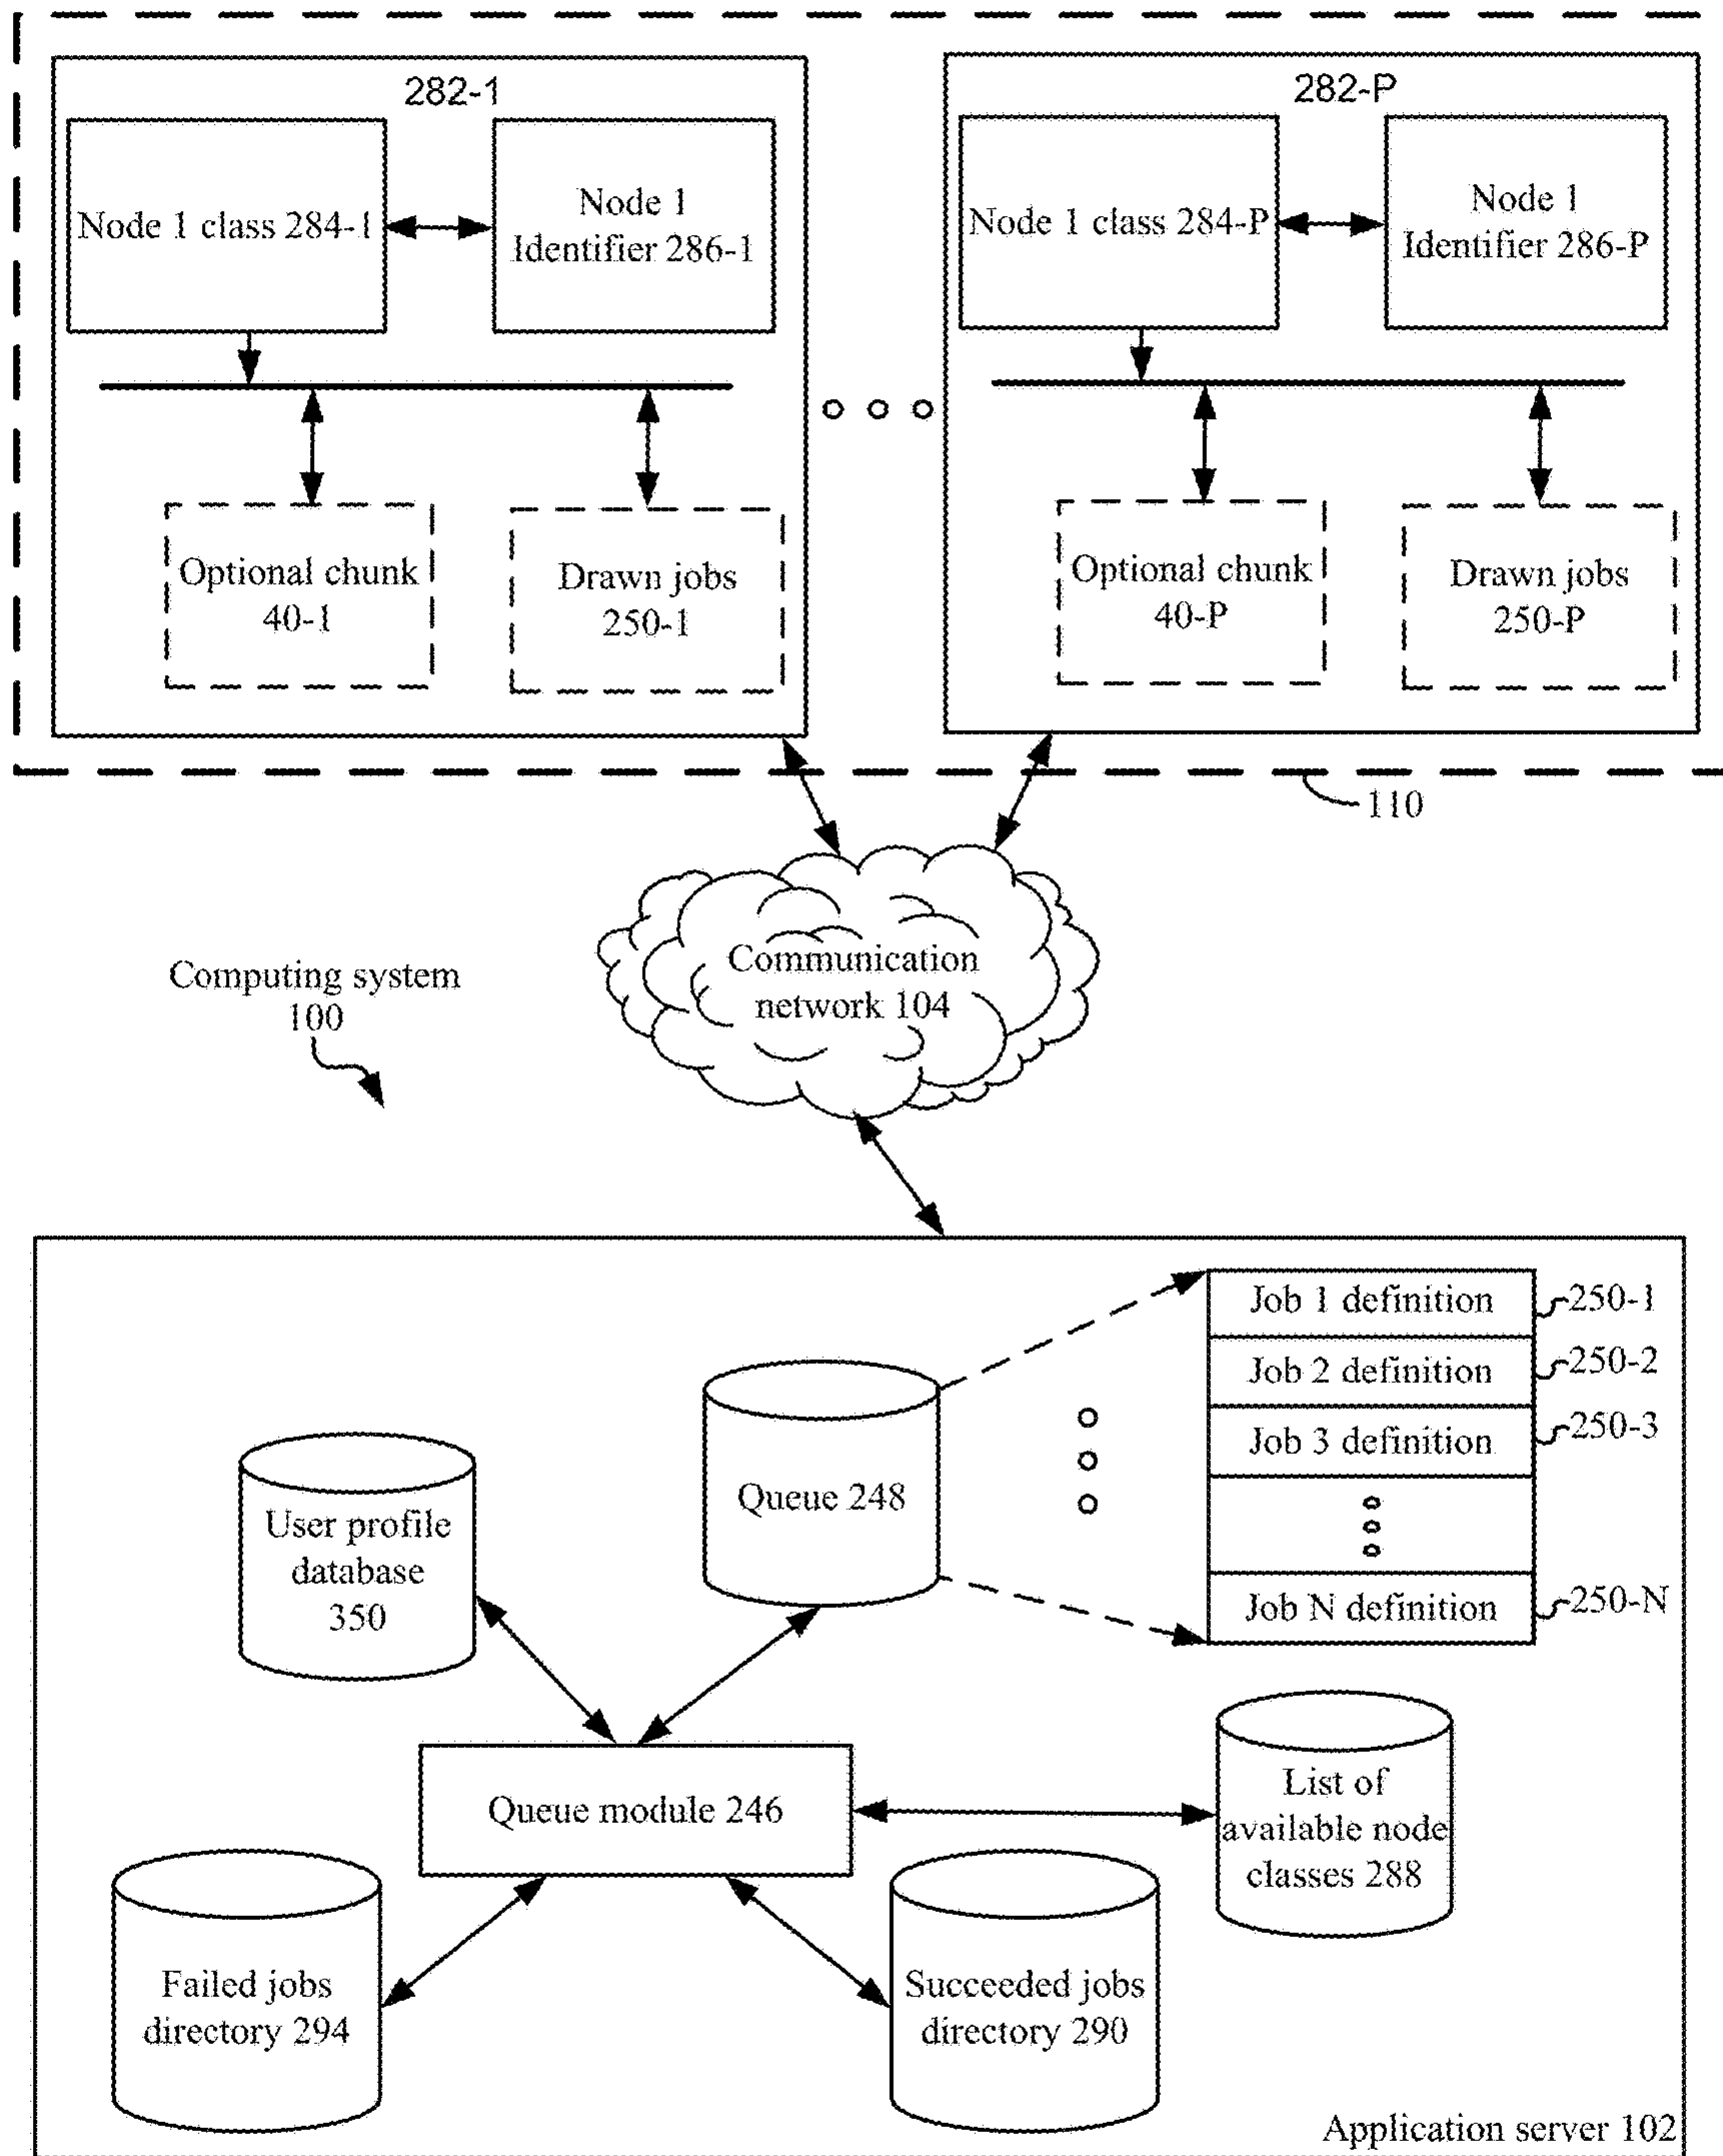 282-1
Node 1 class 284-1
Node 1
Identifier 286-1
Optional chunk
40-1
Drawn jobs
250-1
282-P
Node 1 class 284-P
Node 1
Identifier 286-P
Optional chunk
40-P
Drawn jobs
250-P
110
Communication
network 104
Computing system
100
Job 1 definition
250-1
Job 2 definition
250-2
Job 3 definition
250-3
Job N definition
250-N
Queue 248
User profile
database
350
Queue module 246
List of
available node
classes 288
Failed jobs
directory 294
Succeeded jobs
directory 290
Application server 102